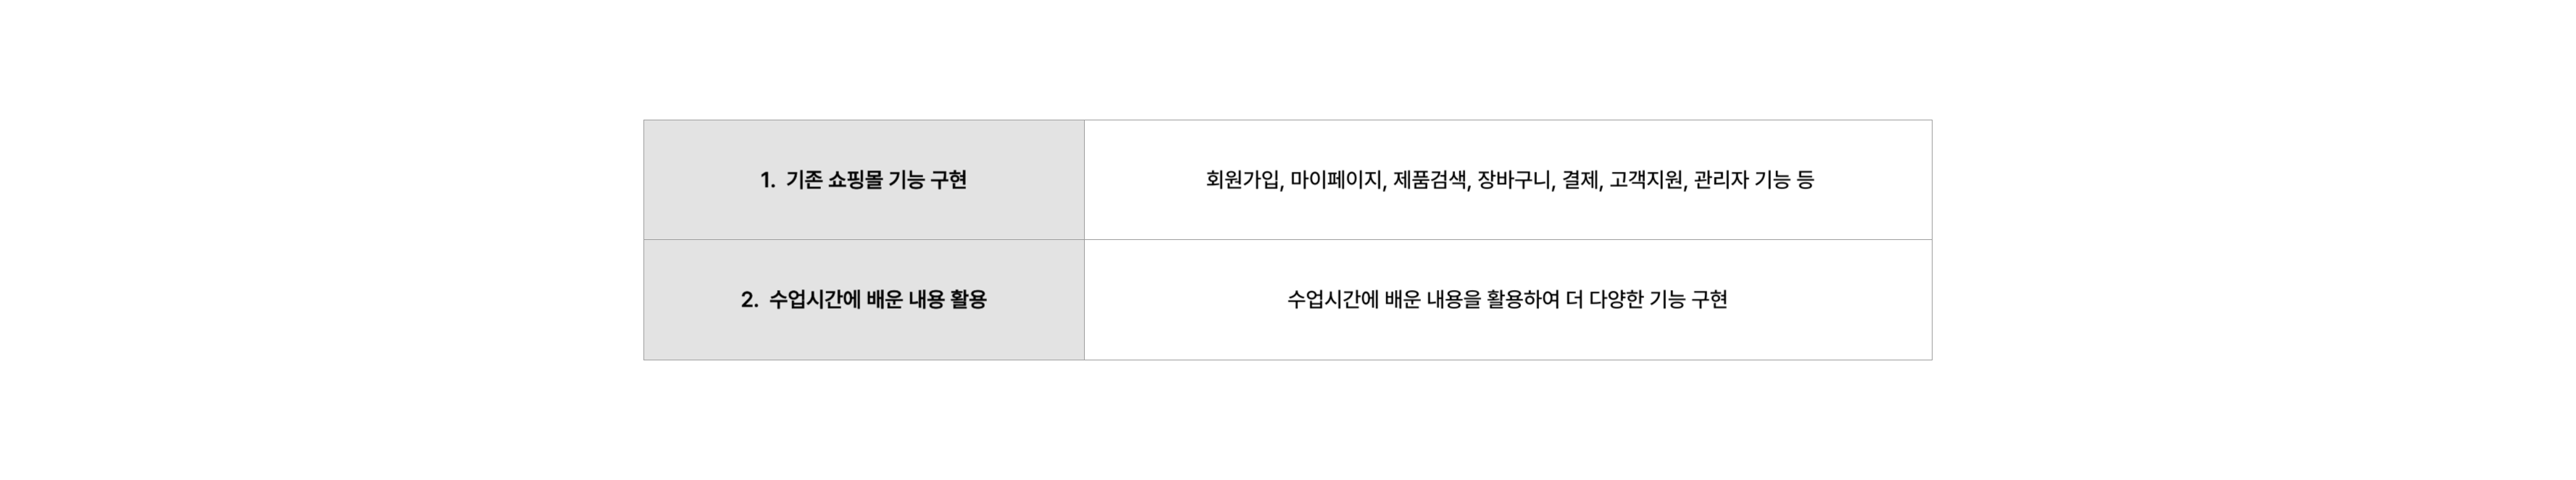 1. 기존 쇼핑몰 기능 구현
회원가입, 마이페이지, 제품검색, 장바구니, 결제, 고객지원, 관리자 기능 등
2. 수업시간에 배운 내용 활용
수업시간에 배운 내용을 활용하여 더 다양한 기능 구현